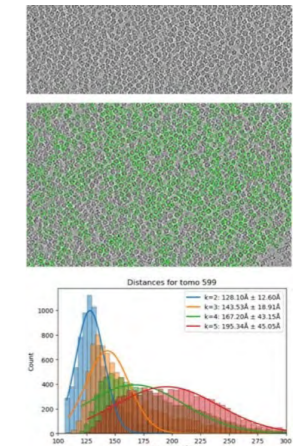 Distances for tomo 599
k=2: 128.10Å ± 12.60Å
k=3: 143.53Å ± 18.91Å
k=4: 167.20Å ± 43.15Å
k=5: 195.34Å ± 45.05Å
Count
1000
800
600
400
200
0
100 125 150 175 200 225 250 275 300